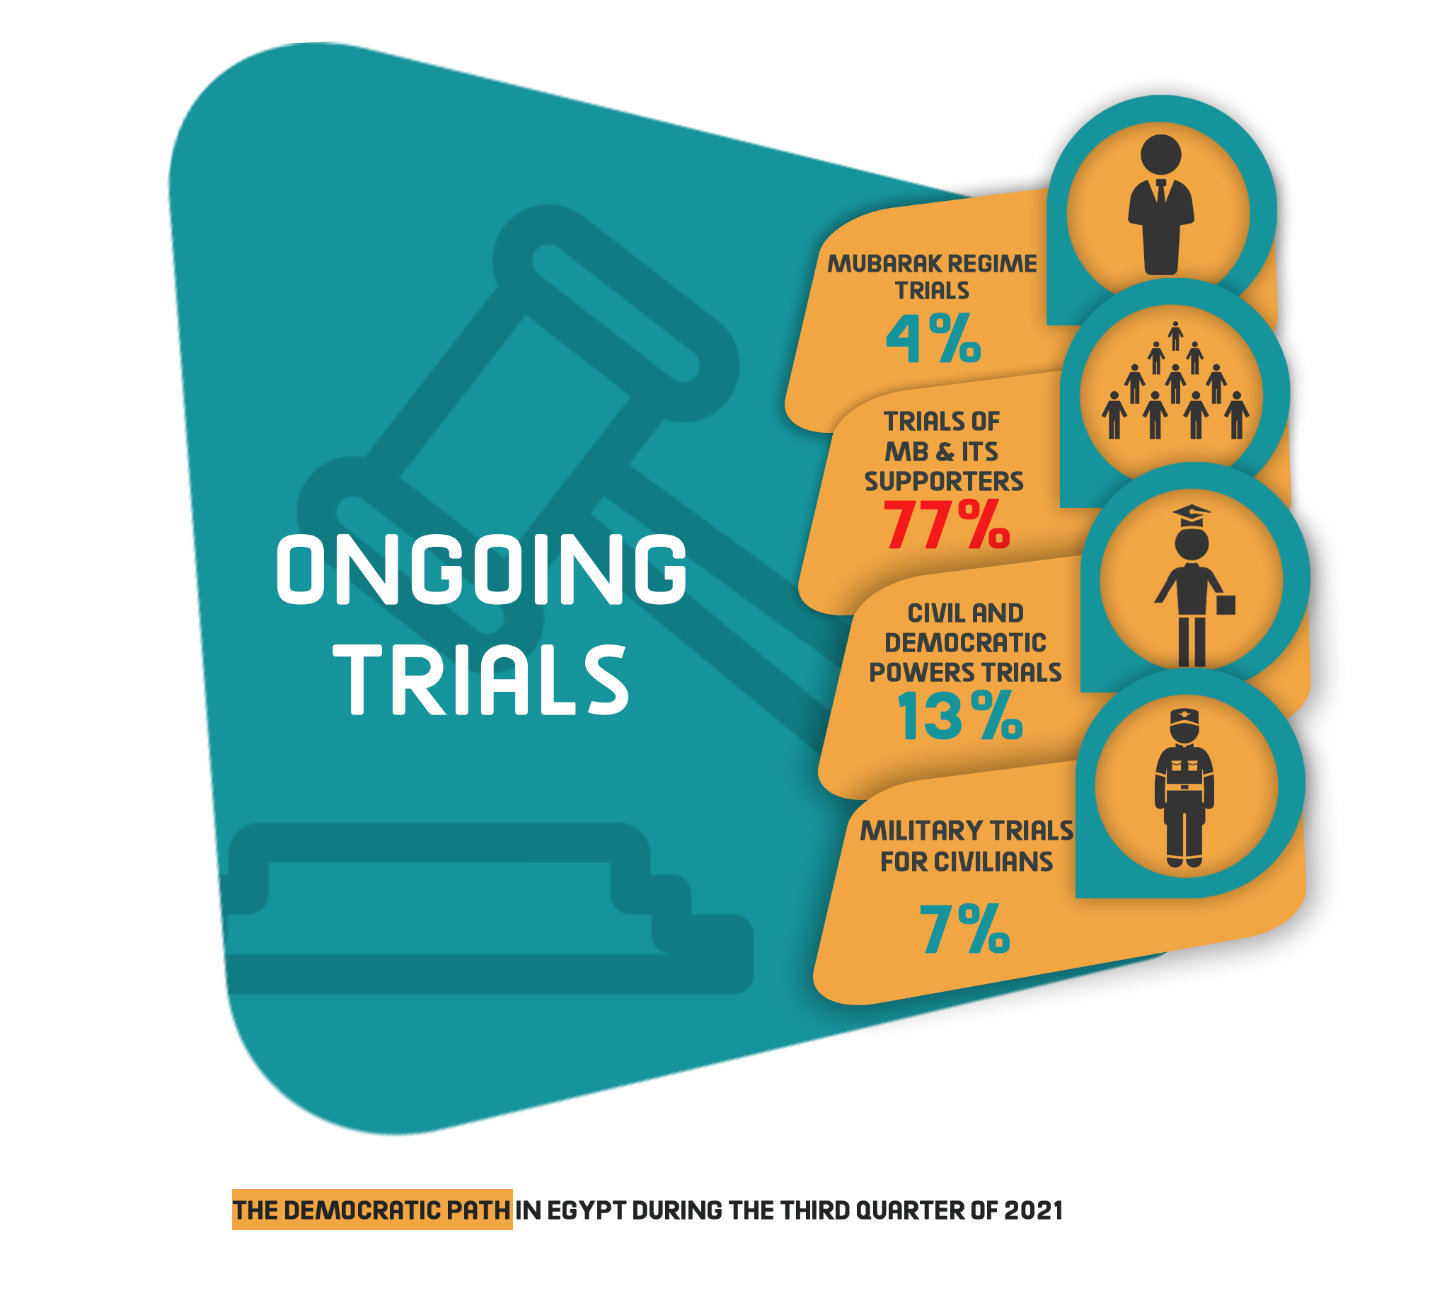 ONGOING
TRIALS
MUBARAK REGIME
TRIALS
4%
TRIALS OF
MB & ITS
SUPPORTERS
77%
CIVIL AND
DEMOCRATIC
POWERS TRIALS
13%
MILITARY TRIALS
FOR CIVILIANS
7%
THE DEMOCRATIC PATH IN EGYPT DURING THE THIRD QUARTER OF 2021